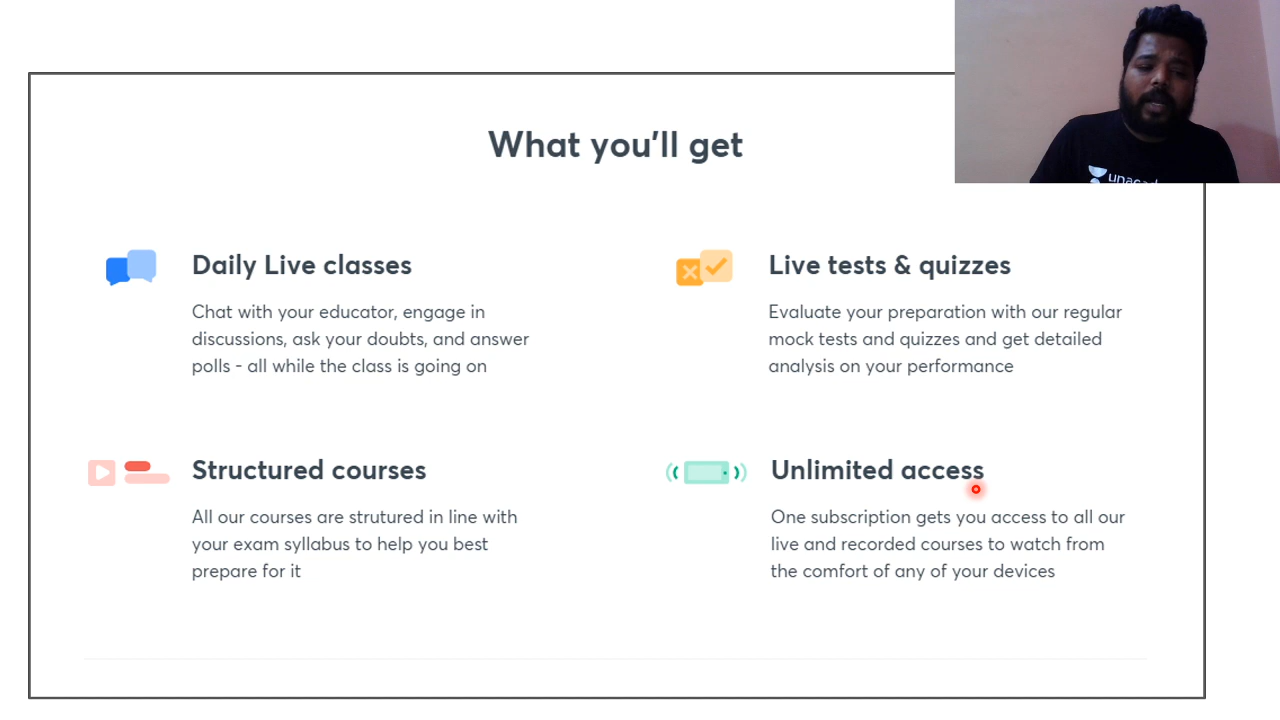 What you'll get
Daily Live classes
Chat with your educator, engage in
discussions, ask your doubts, and answer
polls - all while the class is going on
Live tests & quizzes
Evaluate your preparation with our regular
mock tests and quizzes and get detailed
analysis on your performance
Structured courses
All our courses are strutured in line with
your exam syllabus to help you best
prepare for it
Unlimited access
One subscription gets you access to all our
live and recorded courses to watch from
the comfort of any of your devices